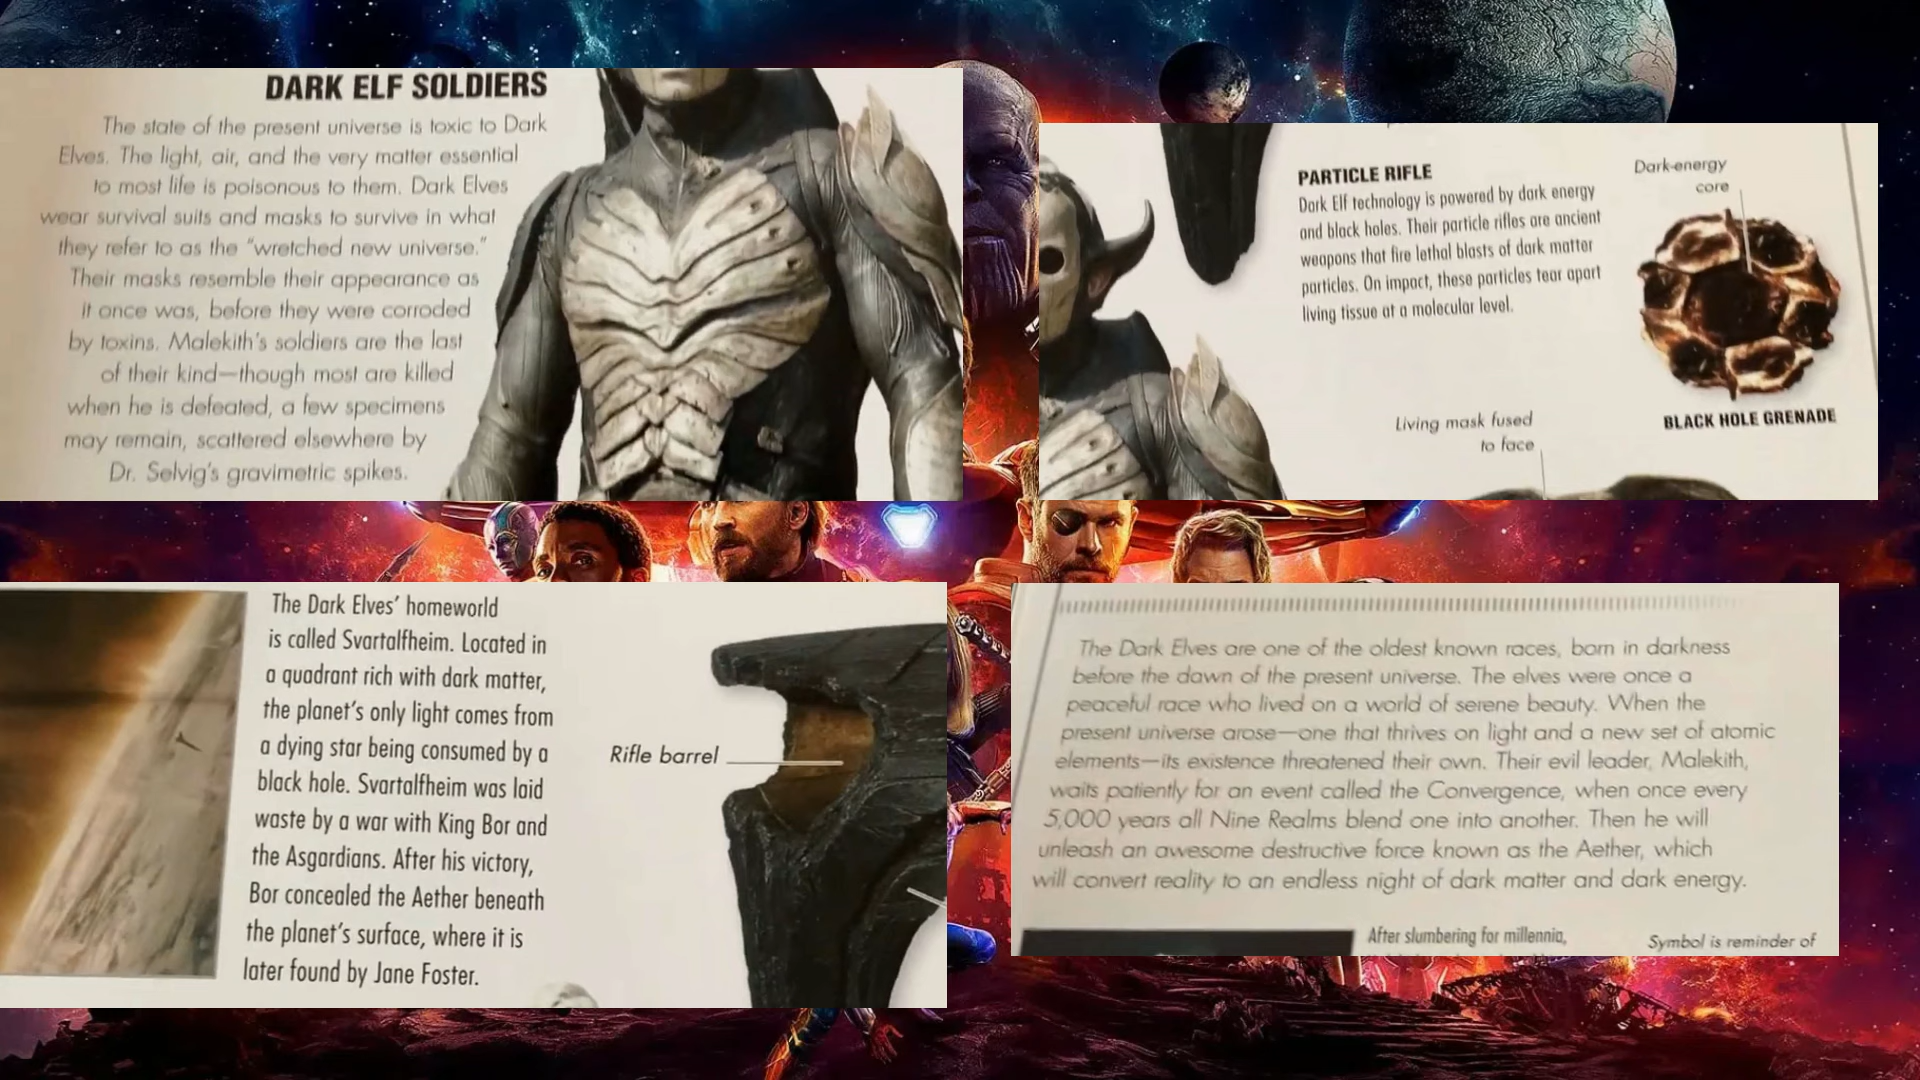 DARK ELF SOLDIERS
The state of the present universe is toxic to Dark
Elves. The light, air, and the very matter essential
to most life is poisonous to them. Dark Elves
wear survival suits and masks to survive in what
they refer to as the “wretched new universe.”
Their masks resemble their appearance as
it once was, before they were corroded
by toxins. Malekith’s soldiers are the last
of their kind—though most are killed
when he is defeated, a few specimens
may remain, scattered elsewhere by
Dr. Selvig’s gravimetric spikes.
PARTICLE RIFLE
Dark Elf technology is powered by dark energy
and black holes. Their particle rifles are ancient
weapons that fire lethal blasts of dark matter
particles. On impact, these particles tear apart
living tissue at a molecular level.
Dark-energy
core
BLACK HOLE GRENADE
Living mask fused
to face
The Dark Elves’ homeworld
is called Svartalfheim. Located in
a quadrant rich with dark matter,
the planet’s only light comes from
a dying star being consumed by a
black hole. Svartalfheim was laid
waste by a war with King Bor and
the Asgardians. After his victory,
Bor concealed the Aether beneath
the planet’s surface, where it is
later found by Jane Foster.
Rifle barrel
The Dark Elves are one of the oldest known races, born in darkness
before the dawn of the present universe. The elves were once a
peaceful race who lived on a world of serene beauty. When the
present universe arose—one that thrives on light and a new set of atomic
elements—its existence threatened their own. Their evil leader, Malekith,
waits patiently for an event called the Convergence, when once every
5,000 years all Nine Realms blend one into another. Then he will
unleash an awesome destructive force known as the Aether, which
will convert reality to an endless night of dark matter and dark energy.
After slumbering for millennia,
Symbol is reminder of